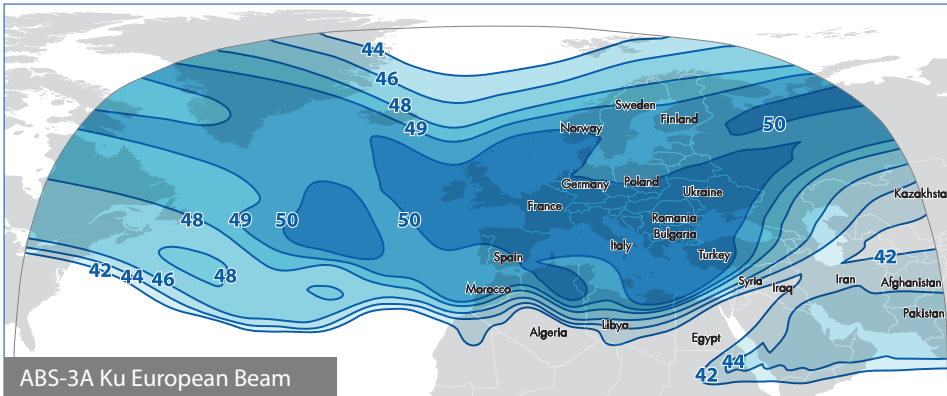 44
46
48
49
Sweden
Finland
50
Norway
Germany
Poland
Ukraine
Kazakhsta
France
48
49
50
50
Romania
Bulgaria
Italy
Spain
Turkey
42
42
44
46
48
Syria
Iraq
Iran
Afghanistan
Morocco
Pakistan
Algeria
Libya
Egypt
44
42
ABS-3A Ku European Beam